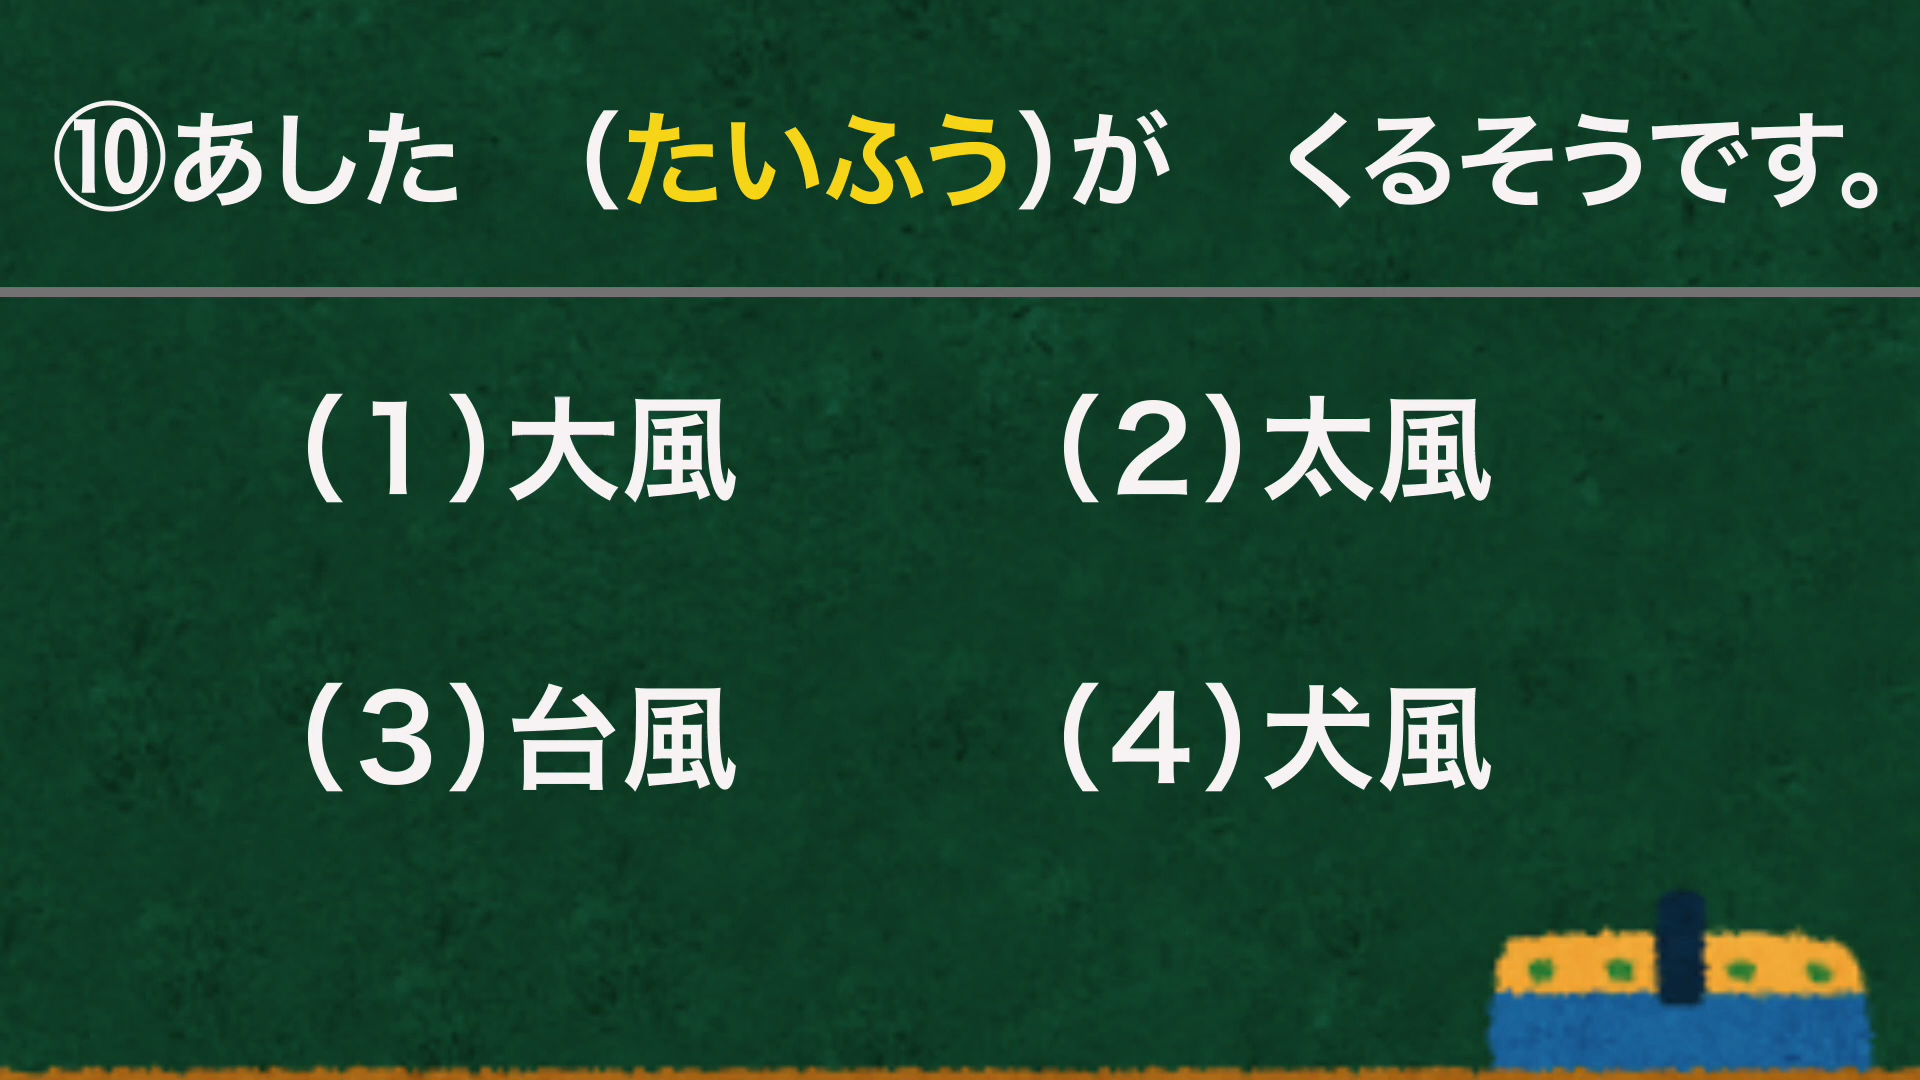 ⑩あした　(たいふう)が　くるそうです。
(１)大風　(２)太風
(３)台風　(４)犬風